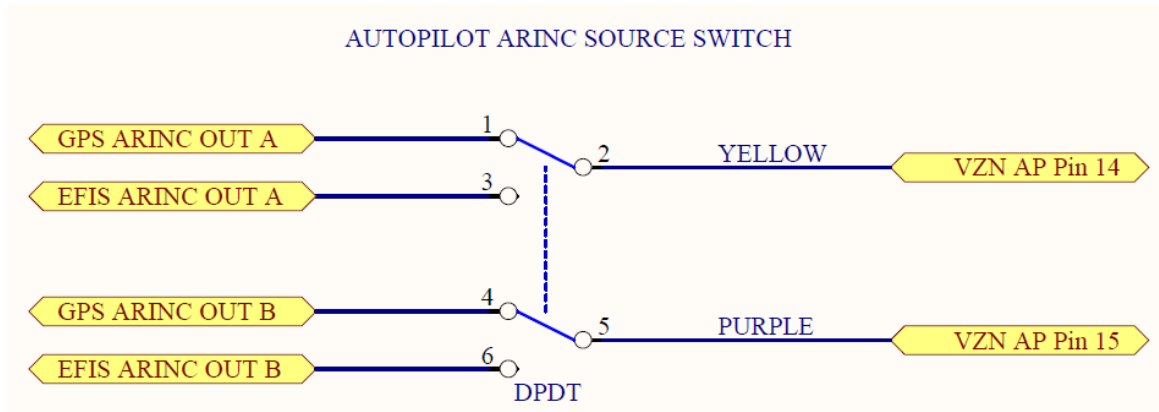 AUTOPILOT ARINC SOURCE SWITCH
GPS ARINC OUT A
1
2
YELLOW
VZN AP Pin 14
EFIS ARINC OUT A
3
GPS ARINC OUT B
4
5
PURPLE
VZN AP Pin 15
EFIS ARINC OUT B
6
DPDT